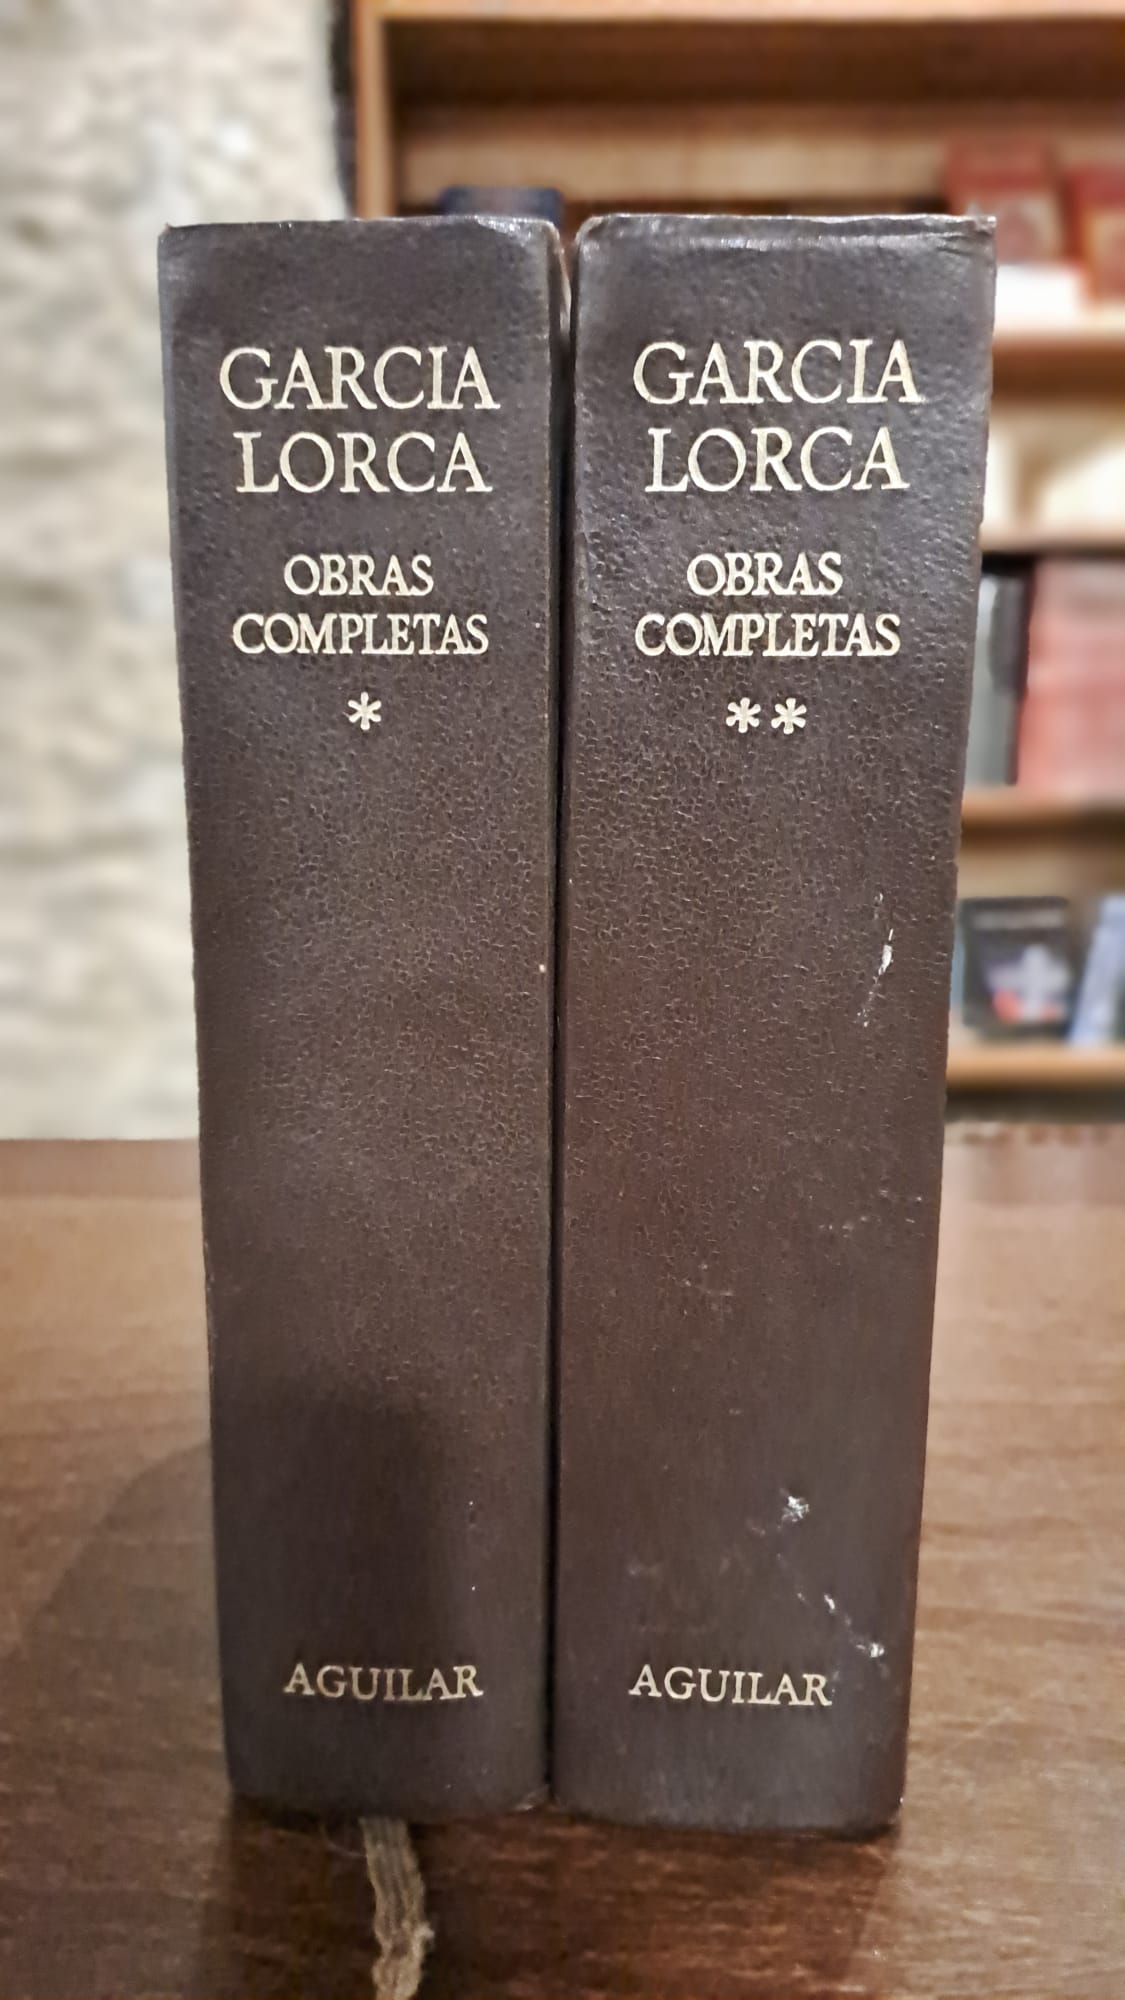 GARCIA
LORCA
OBRAS
COMPLETAS
*
AGUILAR
GARCIA
LORCA
OBRAS
COMPLETAS
**
AGUILAR